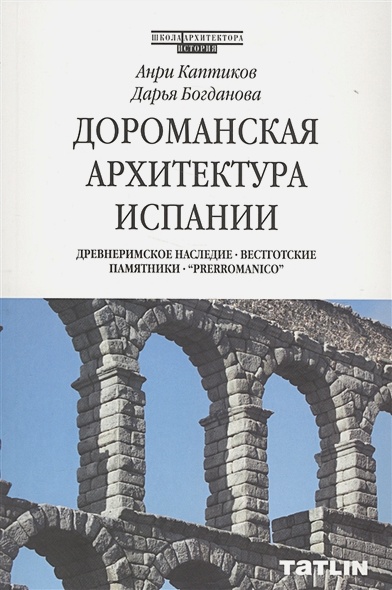 ШКОЛА АРХИТЕКТОРА
ИСТОРИЯ
Анри Каптиков
Дарья Богданова
ДОРОМАНСКАЯ
АРХИТЕКТУРА
ИСПАНИИ
ДРЕВНЕРИМСКОЕ НАСЛЕДИЕ · ВЕСТГОТСКИЕ
ПАМЯТНИКИ · “PRERROMANICO”
TATLIN